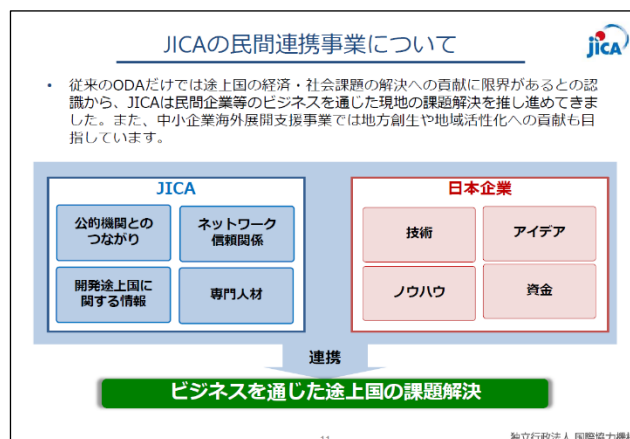 JICAの民間連携事業について
JICA
・ 従来のODAだけでは途上国の経済・社会課題の解決への貢献に限界があるとの認
識から、JICAは民間企業等のビジネスを通じた現地の課題解決を推し進めてきま
した。また、中小企業海外展開支援事業では地方創生や地域活性化への貢献も目
指しています。
JICA
公的機関との
つながり
ネットワーク
信頼関係
開発途上国に
関する情報
専門人材
日本企業
技術
アイデア
ノウハウ
資金
連携
ビジネスを通じた途上国の課題解決
11
独立行政法人 国際協力機